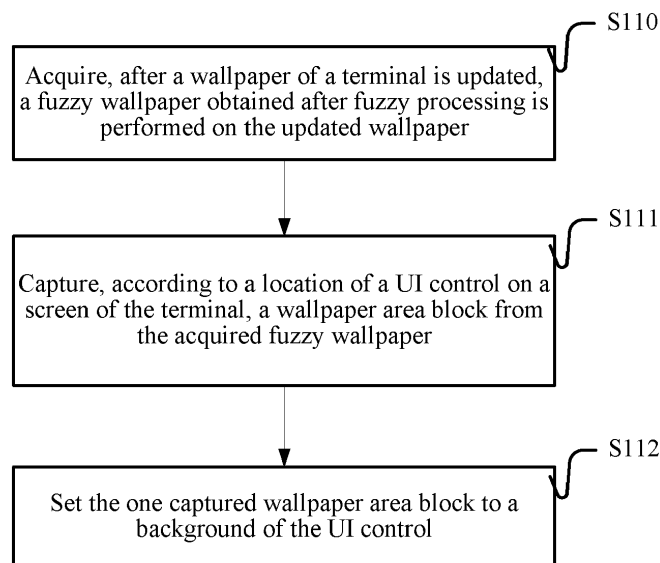 S110
Acquire, after a wallpaper of a terminal is updated,
a fuzzy wallpaper obtained after fuzzy processing is
performed on the updated wallpaper
S111
Capture, according to a location of a UI control on a
screen of the terminal, a wallpaper area block from
the acquired fuzzy wallpaper
S112
Set the one captured wallpaper area block to a
background of the UI control